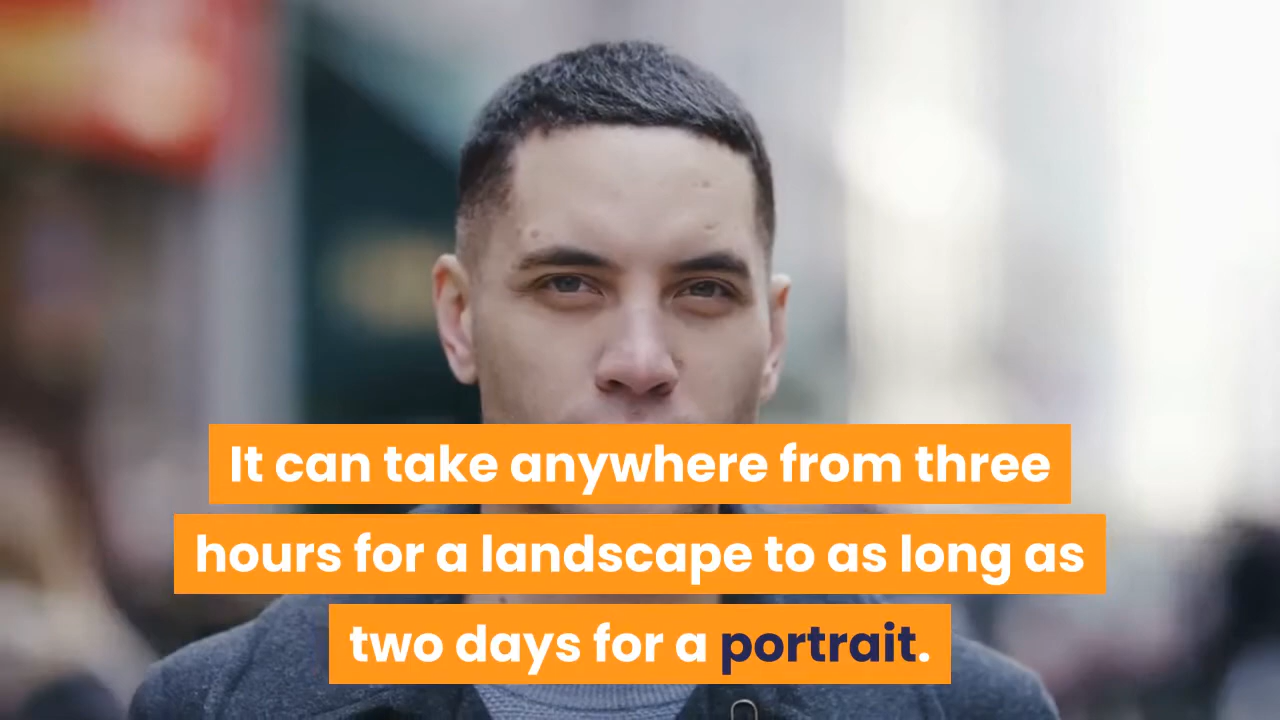 It can take anywhere from three
hours for a landscape to as long as
two days for a portrait.